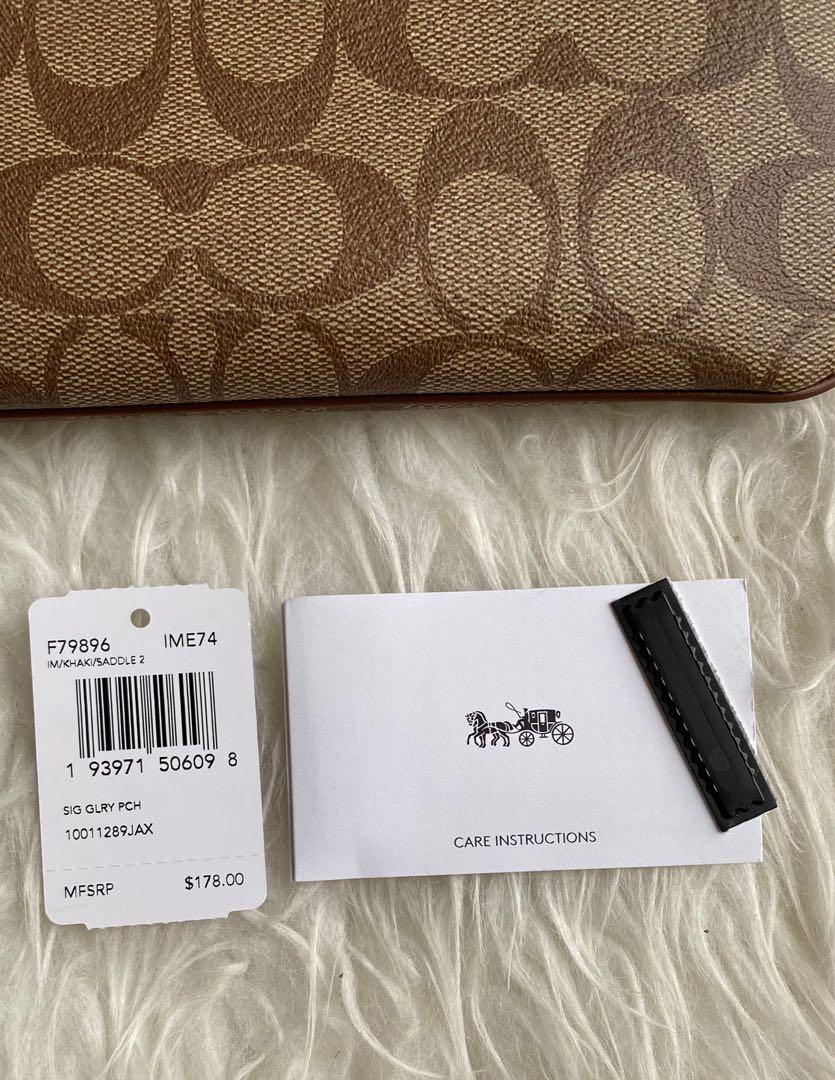 F79896 IME74
IM/KHAKI/SADDLE 2
1 93971 50609 8
SIG GLRY PCH
10011289JAX
MFSRP $178.00
CARE INSTRUCTIONS